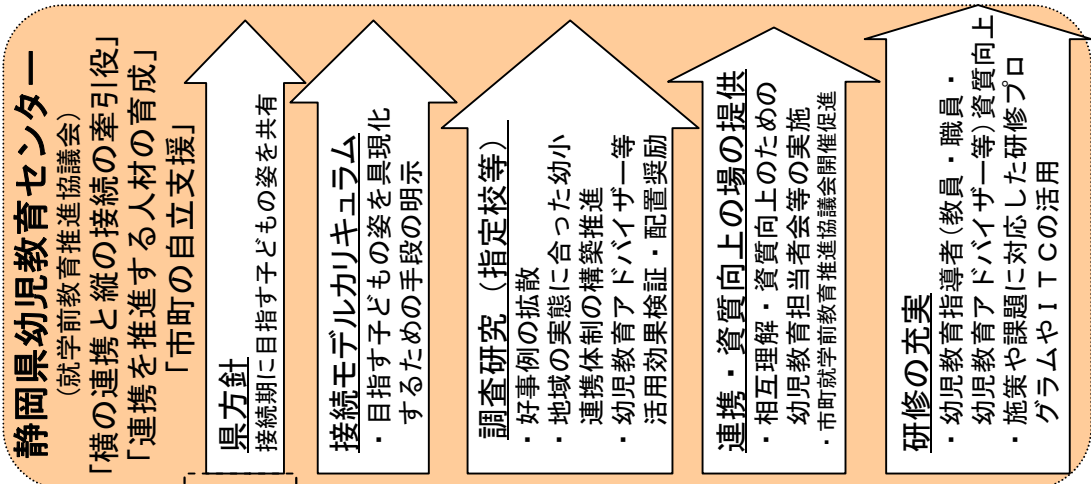 静岡県幼児教育センター
(就学前教育推進協議会)
「横の連携と縦の接続の牽引役」
「連携を推進する人材の育成」
「市町の自立支援」
県方針
接続期に目指す子どもの姿を共有
接続モデルカリキュラム
・目指す子どもの姿を具現化
するための手段の明示
調査研究(指定校等)
・好事例の拡散
・地域の実態に合った幼小
連携体制の構築推進
・幼児教育アドバイザー等
活用効果検証・配置奨励
連携・資質向上の場の提供
・相互理解・資質向上のための
幼児教育担当者会等の実施
・市町就学前教育推進協議会開催促進
研修の充実
・幼児教育指導者(教員・職員・
幼児教育アドバイザー等)資質向上
・施策や課題に対応した研修プロ
グラムやITCの活用